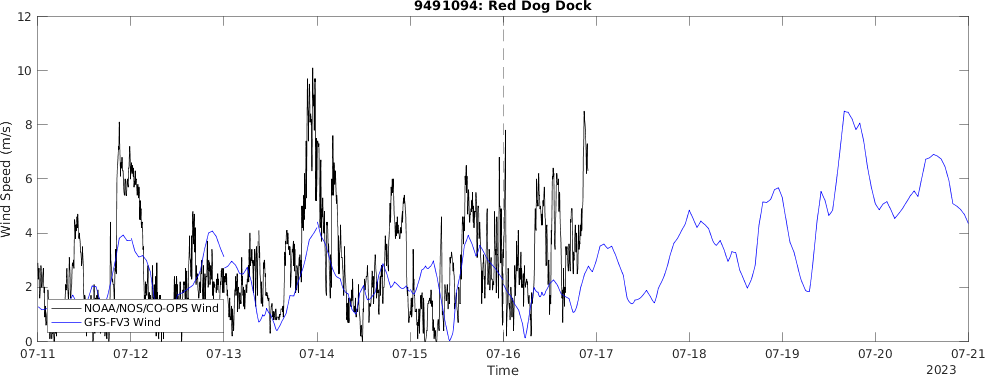 9491094: Red Dog Dock
Wind Speed (m/s)
12
10
8
6
4
2
0
NOAA/NOS/CO-OPS Wind
GFS-FV3 Wind
07-11 07-12 07-13 07-14 07-15 07-16 07-17 07-18 07-19 07-20 07-21
Time
2023